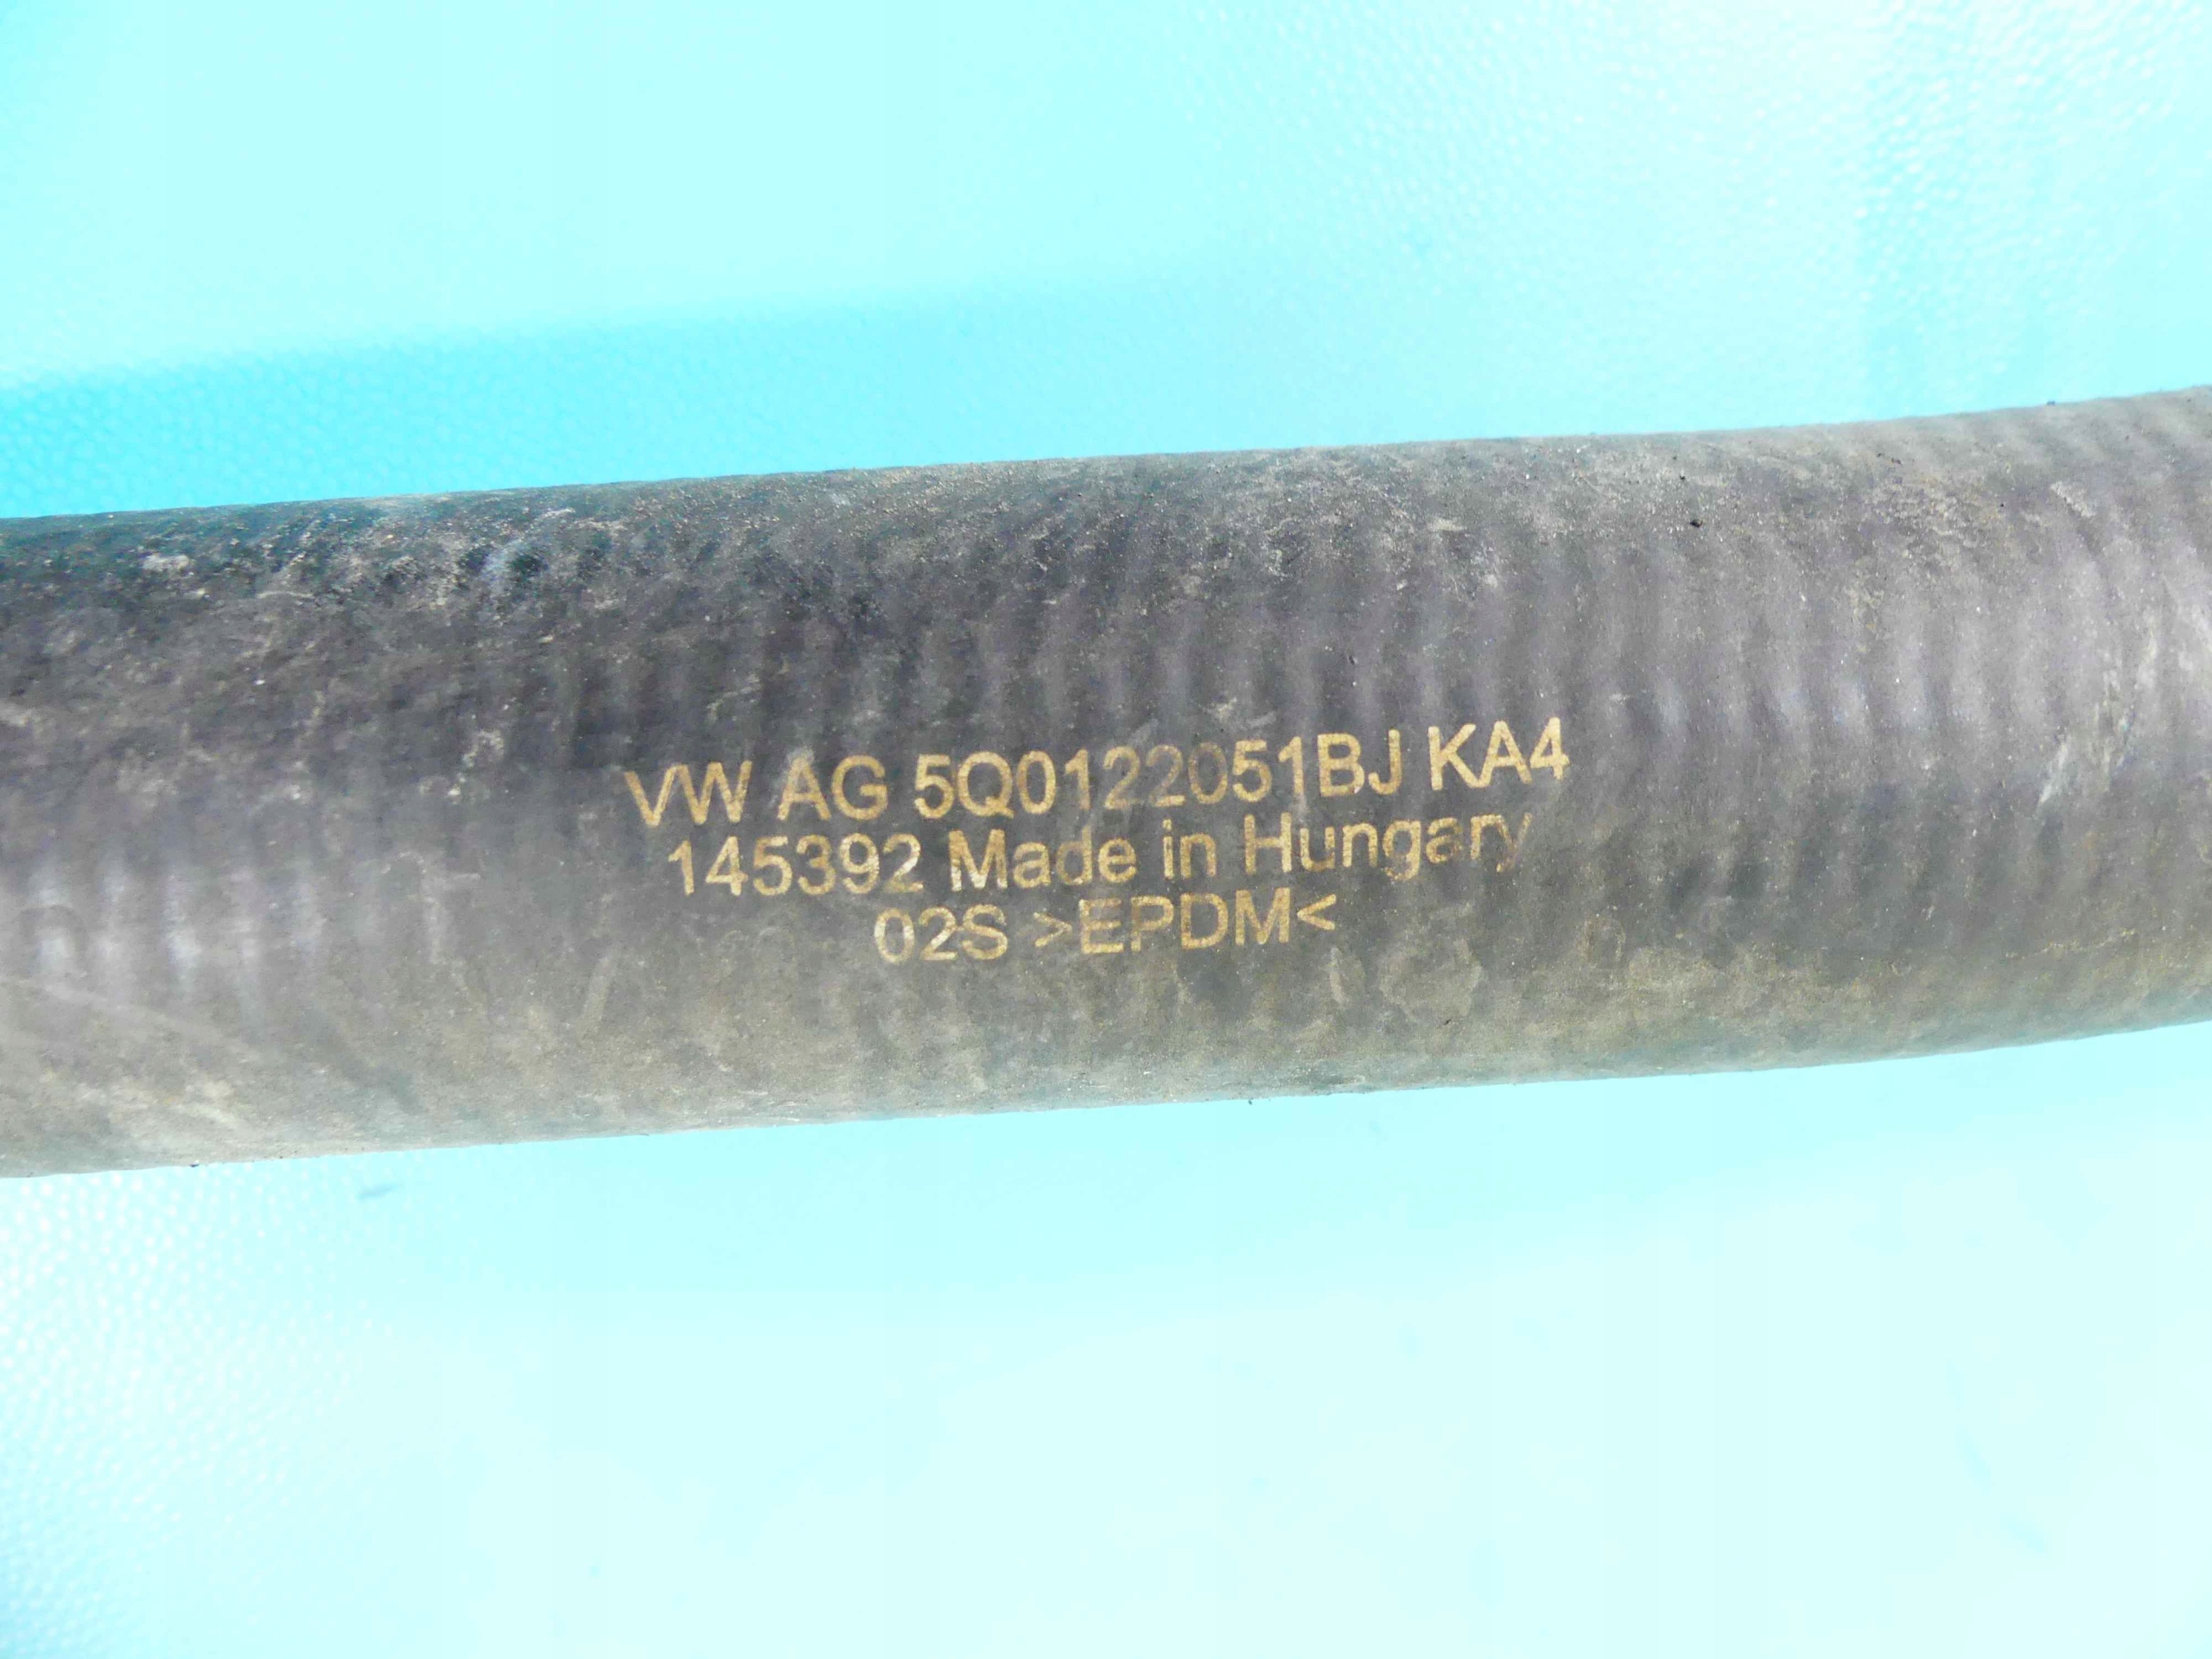 VW AG 5Q0122051BJ KA4
145392 Made in Hungary
02S >EPDM<